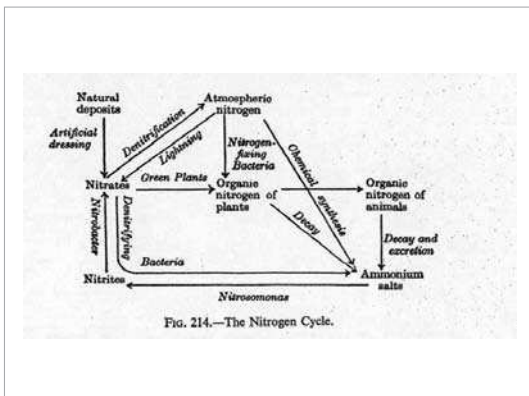 Natural
deposits
Atmospheric
nitrogen
Artificial
dressing
Denitrification
Lightning
Nitrogen-
fixing
Bacteria
Chemical synthesis
Nitrates
Green Plants
Organic
nitrogen of
plants
Organic
nitrogen of
animals
Nitrobacter
Denitrifying
Decay
Decay and
excretion
Bacteria
Nitrites
Ammonium
salts
Nitrosomonas
FIG. 214.—The Nitrogen Cycle.